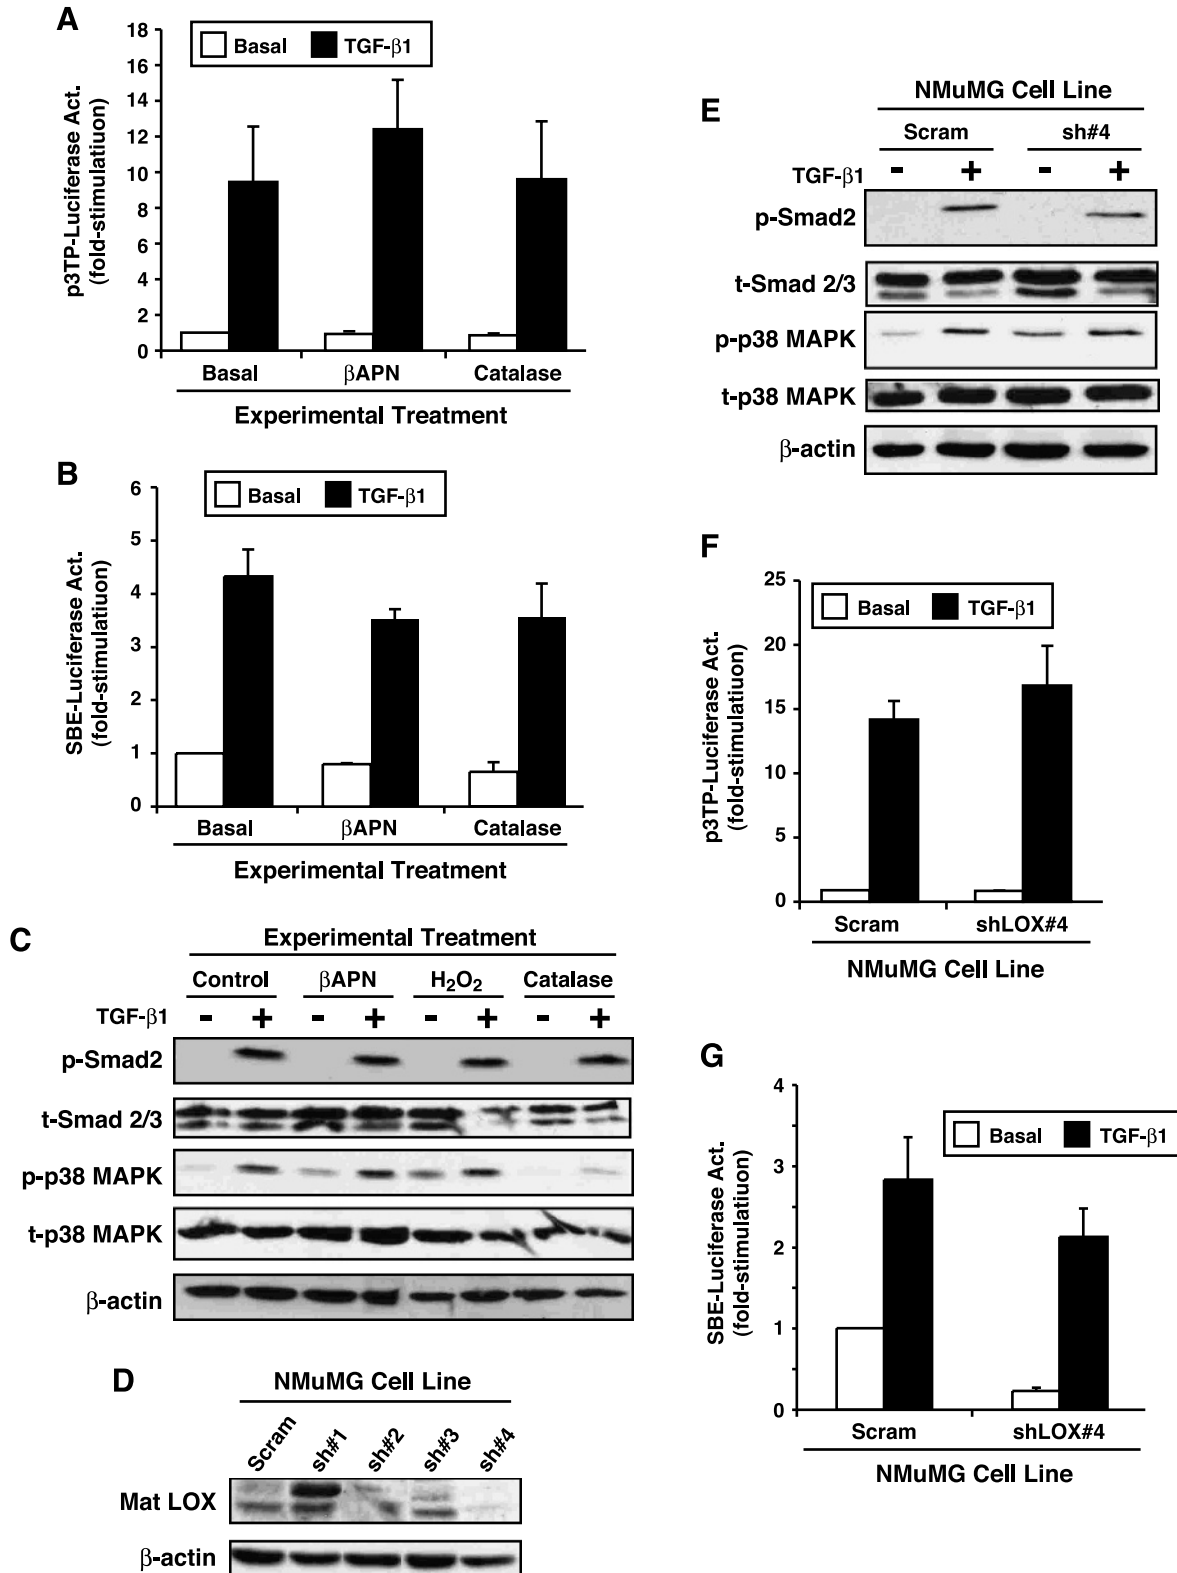 A
Basal TGF-β1
p3TP-Luciferase Act.
(fold-stimulatiuon)
18
16
14
12
10
8
6
4
2
0
Basal βAPN Catalase
Experimental Treatment
B
Basal TGF-β1
SBE-Luciferase Act.
(fold-stimulatiuon)
6
5
4
3
2
1
0
Basal βAPN Catalase
Experimental Treatment
C
Experimental Treatment
Control βAPN H₂O₂ Catalase
TGF-β1 - + - + - + - +
p-Smad2
t-Smad 2/3
p-p38 MAPK
t-p38 MAPK
β-actin
D
NMuMG Cell Line
Scram sh#1 sh#2 sh#3 sh#4
Mat LOX
β-actin
E
NMuMG Cell Line
Scram sh#4
TGF-β1 - + - +
p-Smad2
t-Smad 2/3
p-p38 MAPK
t-p38 MAPK
β-actin
F
Basal TGF-β1
p3TP-Luciferase Act.
(fold-stimulatiuon)
25
20
15
10
5
0
Scram shLOX#4
NMuMG Cell Line
G
Basal TGF-β1
SBE-Luciferase Act.
(fold-stimulatiuon)
4
3
2
1
0
Scram shLOX#4
NMuMG Cell Line